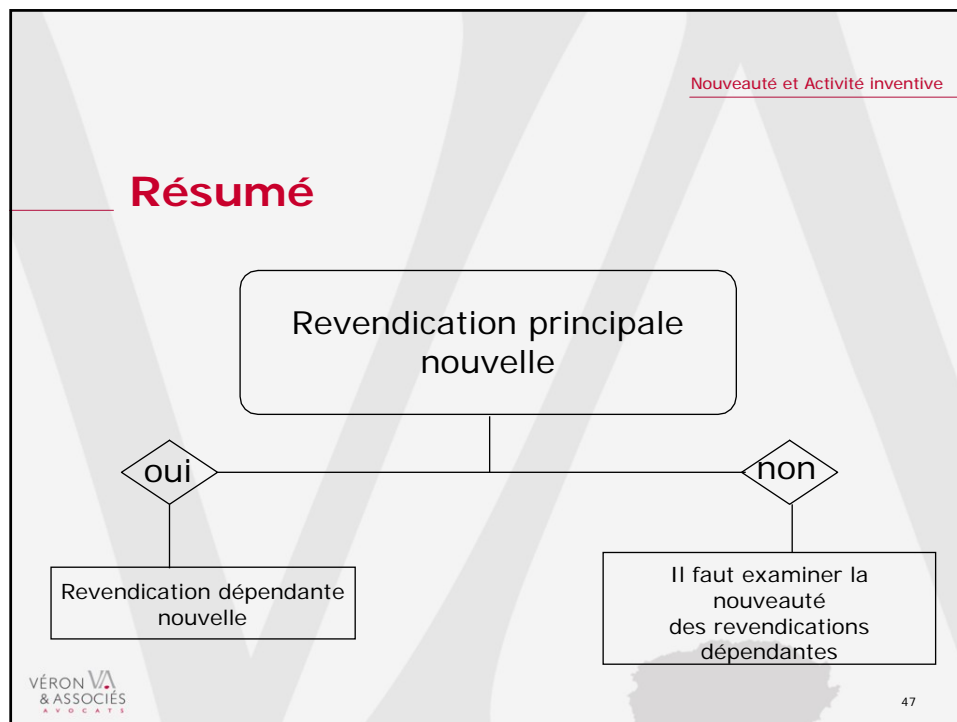 Nouveauté et Activité inventive
Résumé
Revendication principale
nouvelle
oui
non
Revendication dépendante
nouvelle
Il faut examiner la
nouveauté
des revendications
dépendantes
VÉRON VA
& ASSOCIÉS
AVOCATS
47